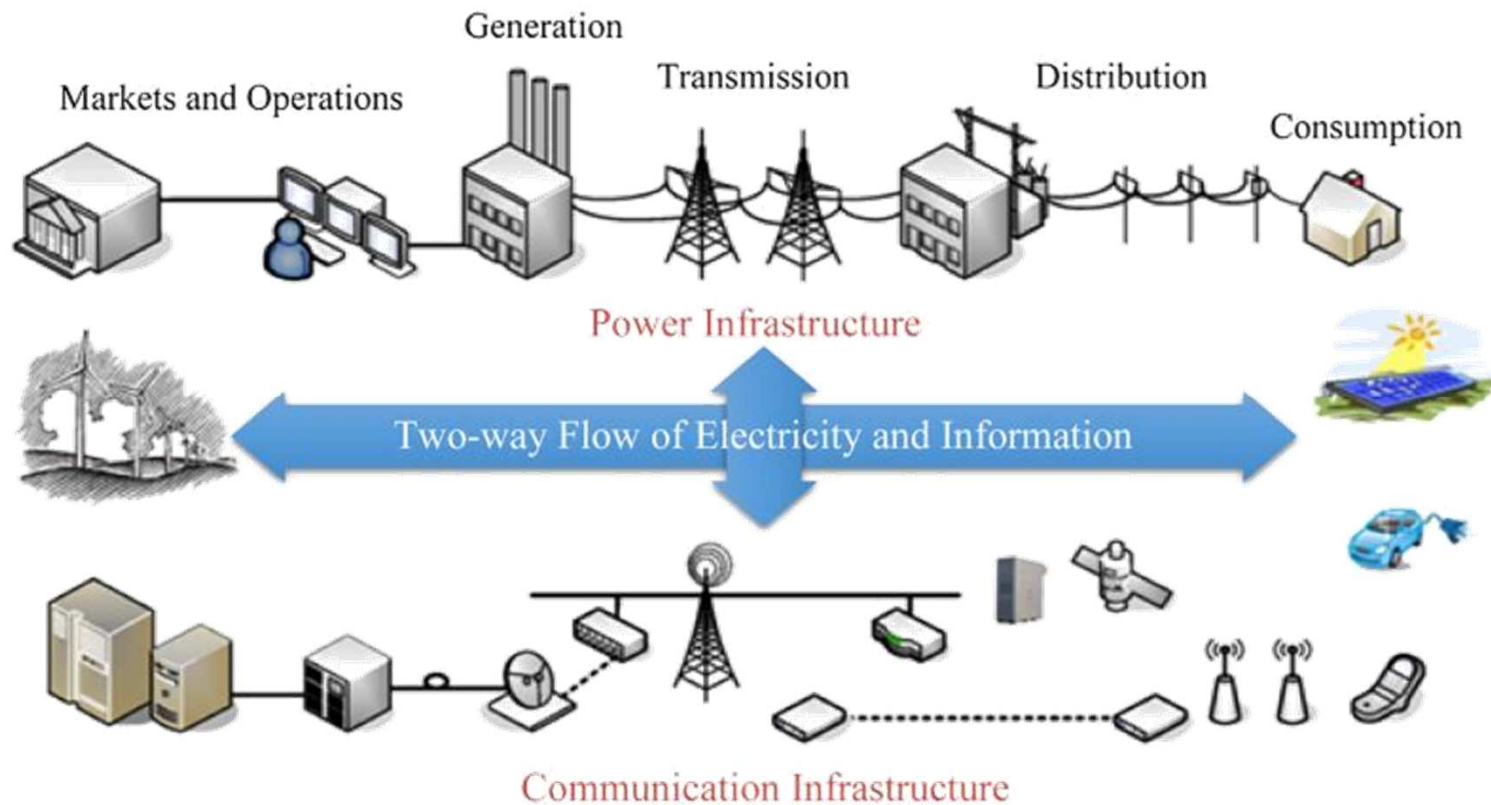 Generation
Markets and Operations
Transmission
Distribution
Consumption
Power Infrastructure
Two-way Flow of Electricity and Information
Communication Infrastructure